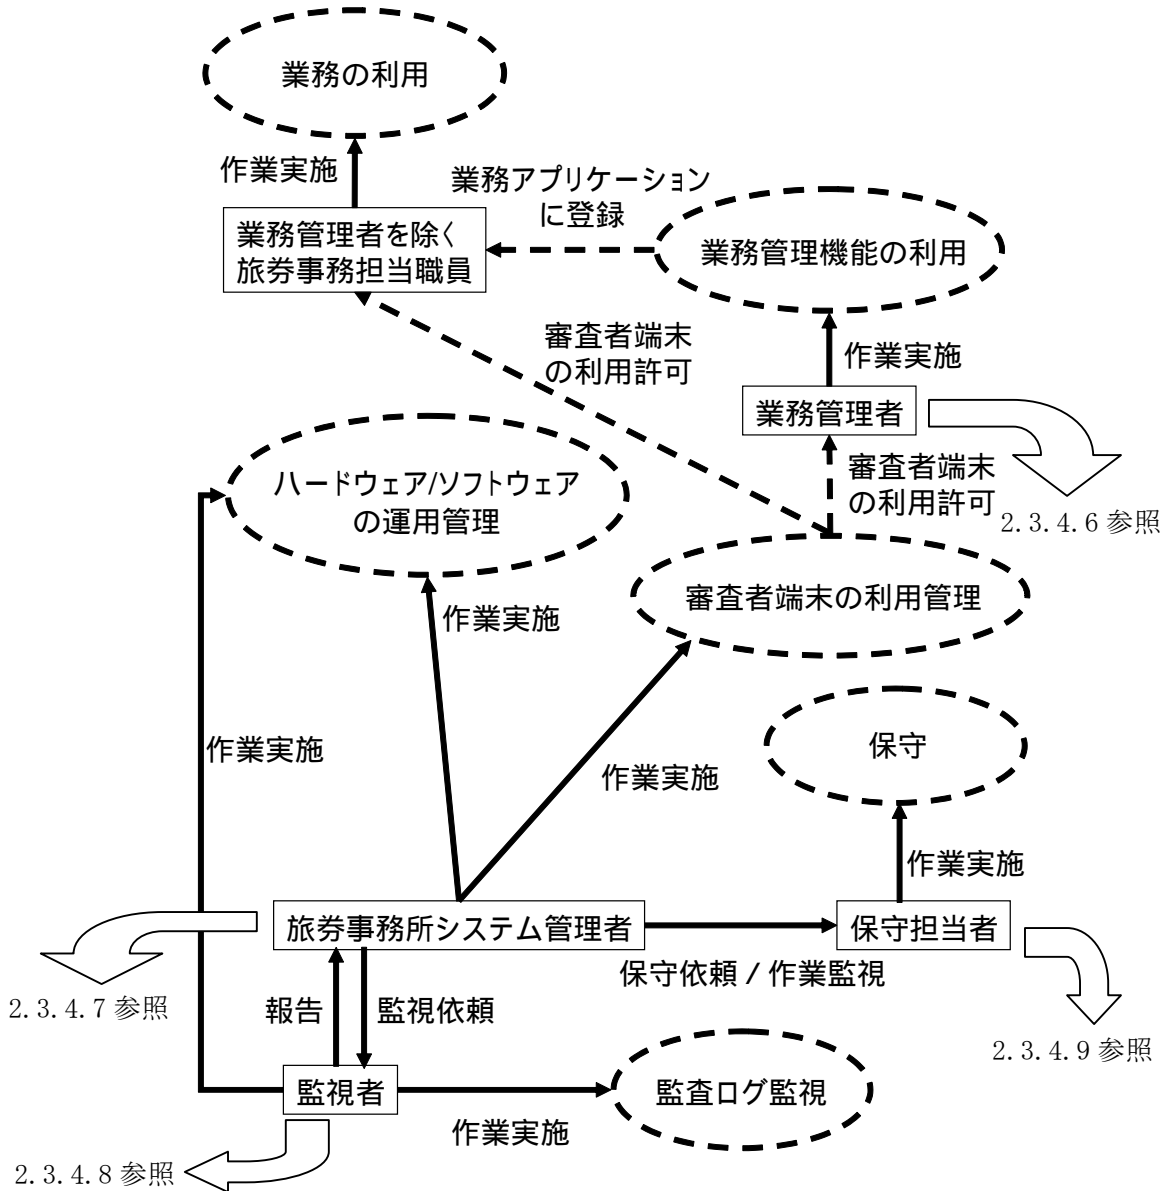 業務の利用
作業実施
業務アプリケーション
に登録
業務管理者を除く
旅券事務担当職員
業務管理機能の利用
審査者端末
の利用許可
作業実施
業務管理者
審査者端末
の利用許可
2.3.4.6 参照
ハードウェア/ソフトウェア
の運用管理
作業実施
審査者端末の利用管理
作業実施
作業実施
保守
作業実施
旅券事務所システム管理者
保守担当者
保守依頼 / 作業監視
2.3.4.7 参照
報告
監視依頼
2.3.4.9 参照
監視者
作業実施
監査ログ監視
2.3.4.8 参照